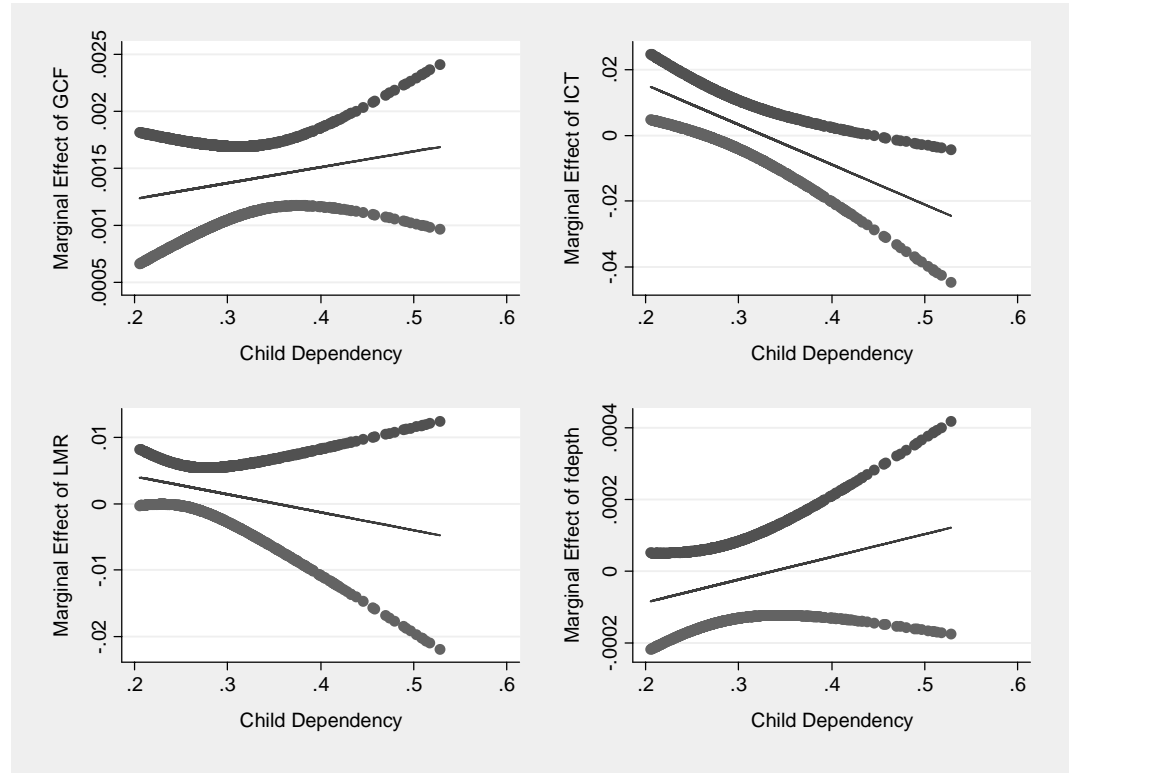 Marginal Effect of GCF
.0005 .001 .0015 .002 .0025
.2 .3 .4 .5 .6
Child Dependency
Marginal Effect of ICT
-.04 -.02 0 .02
.2 .3 .4 .5 .6
Child Dependency
Marginal Effect of LMR
-.02 -.01 0 .01
.2 .3 .4 .5 .6
Child Dependency
Marginal Effect of fdepth
-.0002 0 .0002 .0004
.2 .3 .4 .5 .6
Child Dependency